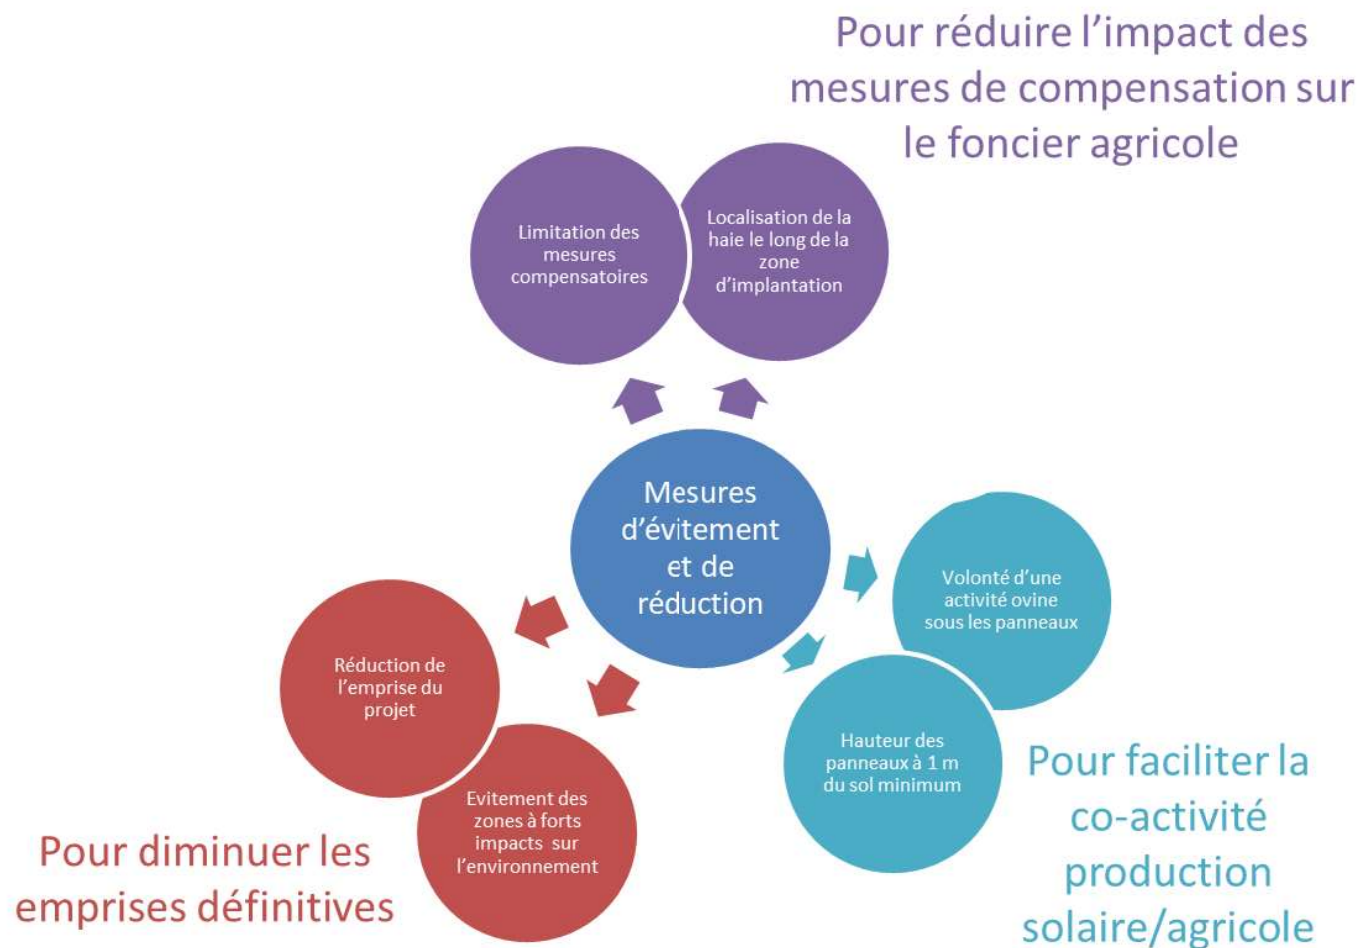 Pour réduire l’impact des
mesures de compensation sur
le foncier agricole
Limitation des
mesures
compensatoires
Localisation de la
haie le long de la
zone
d’implantation
Mesures
d’évitement
et de
réduction
Volonté d’une
activité ovine
sous les panneaux
Hauteur des
panneaux à 1 m
du sol minimum
Pour faciliter la
co-activité
production
solaire/agricole
Réduction de
l’emprise du
projet
Evitement des
zones à forts
impacts sur
l’environnement
Pour diminuer les
emprises définitives